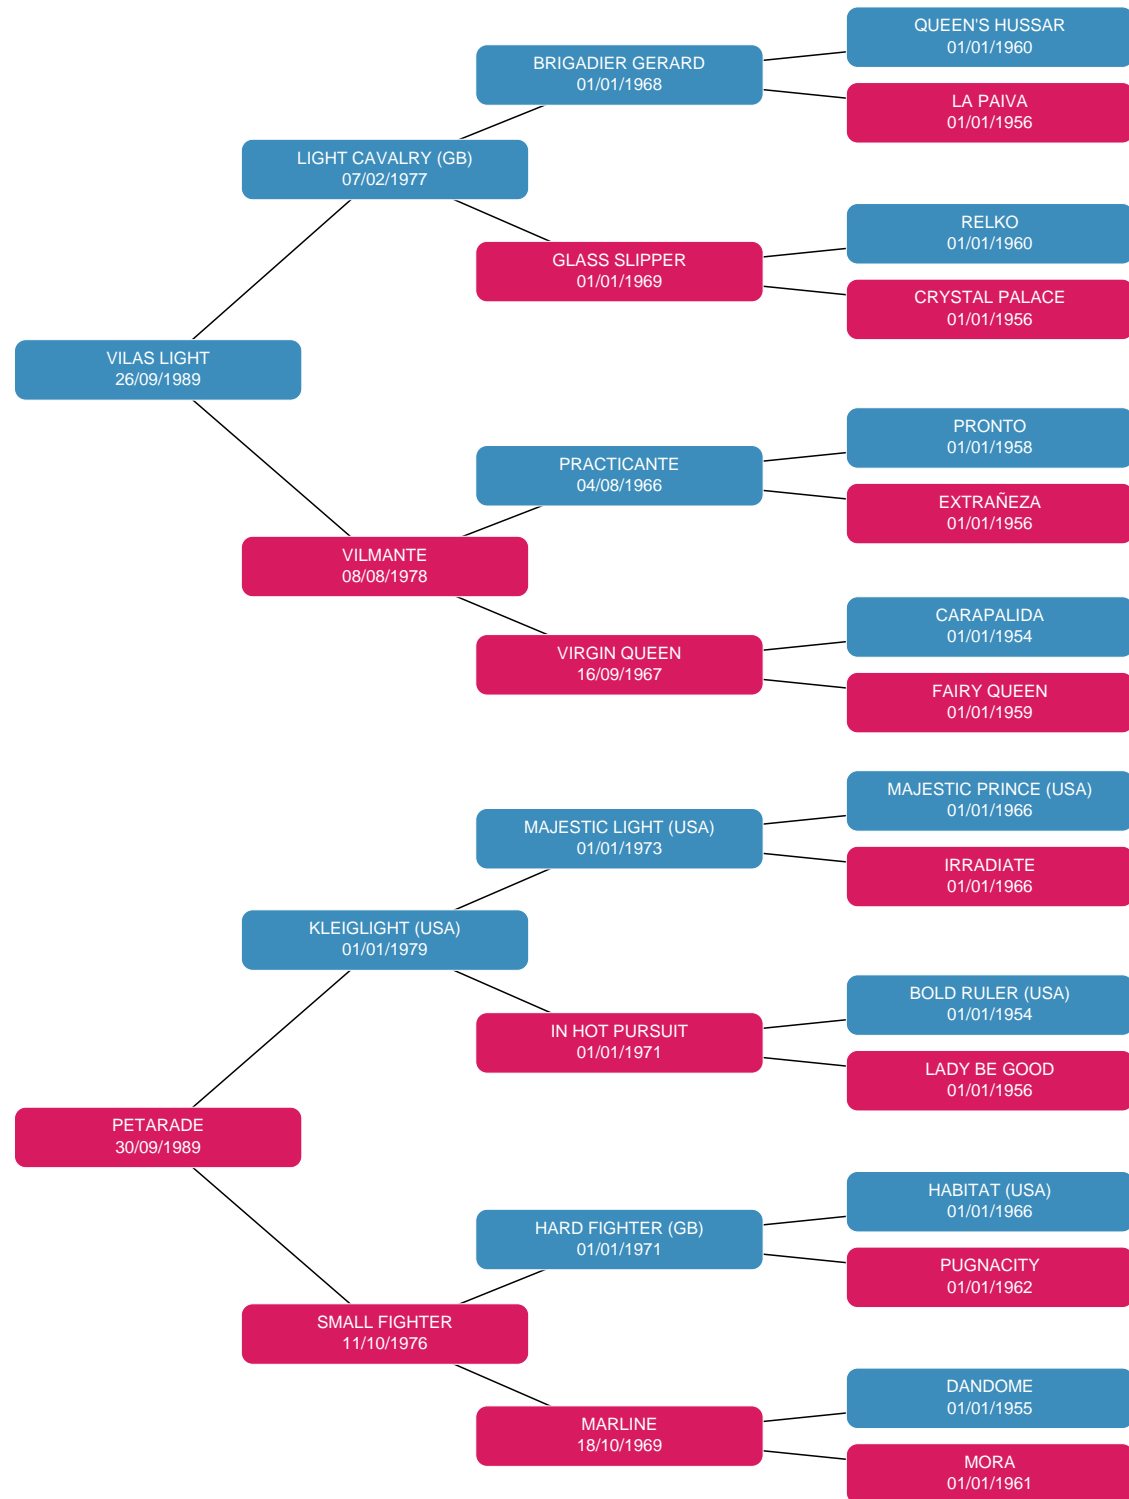 QUEEN'S HUSSAR
01/01/1960
BRIGADIER GERARD
01/01/1968
LA PAIVA
01/01/1956
LIGHT CAVALRY (GB)
07/02/1977
RELKO
01/01/1960
GLASS SLIPPER
01/01/1969
CRYSTAL PALACE
01/01/1956
VILAS LIGHT
26/09/1989
PRONTO
01/01/1958
PRACTICANTE
04/08/1966
EXTRAÑEZA
01/01/1956
VILMANTE
08/08/1978
CARAPALIDA
01/01/1954
VIRGIN QUEEN
16/09/1967
FAIRY QUEEN
01/01/1959
MAJESTIC PRINCE (USA)
01/01/1966
MAJESTIC LIGHT (USA)
01/01/1973
IRRADIATE
01/01/1966
KLEIGLIGHT (USA)
01/01/1979
BOLD RULER (USA)
01/01/1954
IN HOT PURSUIT
01/01/1971
LADY BE GOOD
01/01/1956
PETARADE
30/09/1989
HABITAT (USA)
01/01/1966
HARD FIGHTER (GB)
01/01/1971
PUGNACITY
01/01/1962
SMALL FIGHTER
11/10/1976
DANDOME
01/01/1955
MARLINE
18/10/1969
MORA
01/01/1961